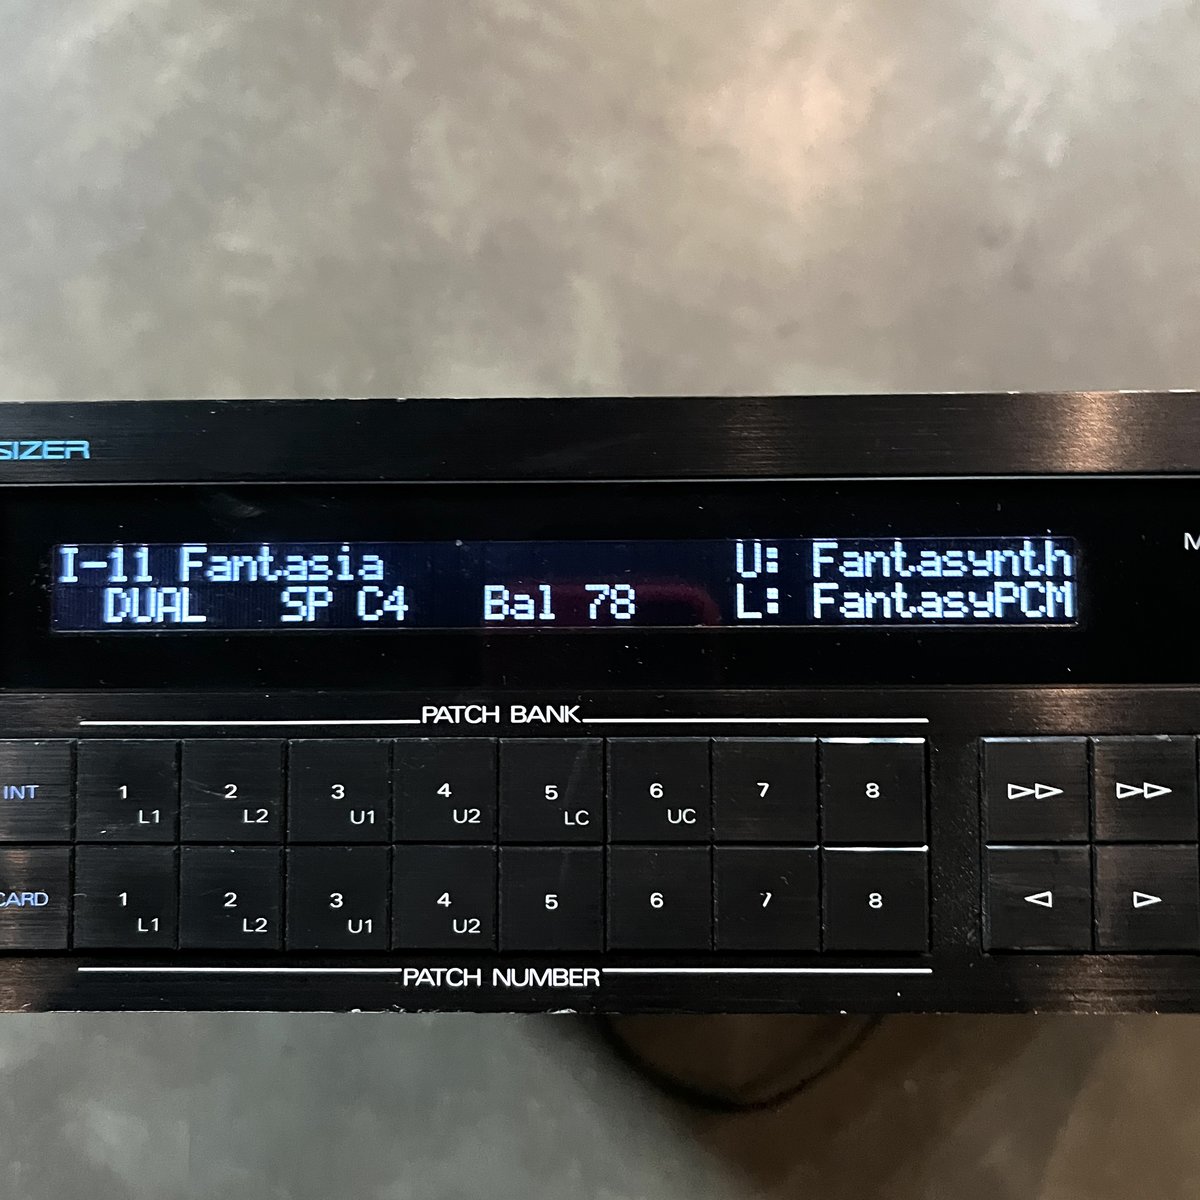 SIZER
I-11 Fantasia U: Fantasynth
DUAL SP C4 Bal 78 L: FantasyPCM
M
PATCH BANK
INT 1 L1 2 L2 3 U1 4 U2 5 LC 6 UC 7 8
CARD 1 L1 2 L2 3 U1 4 U2 5 6 7 8
PATCH NUMBER